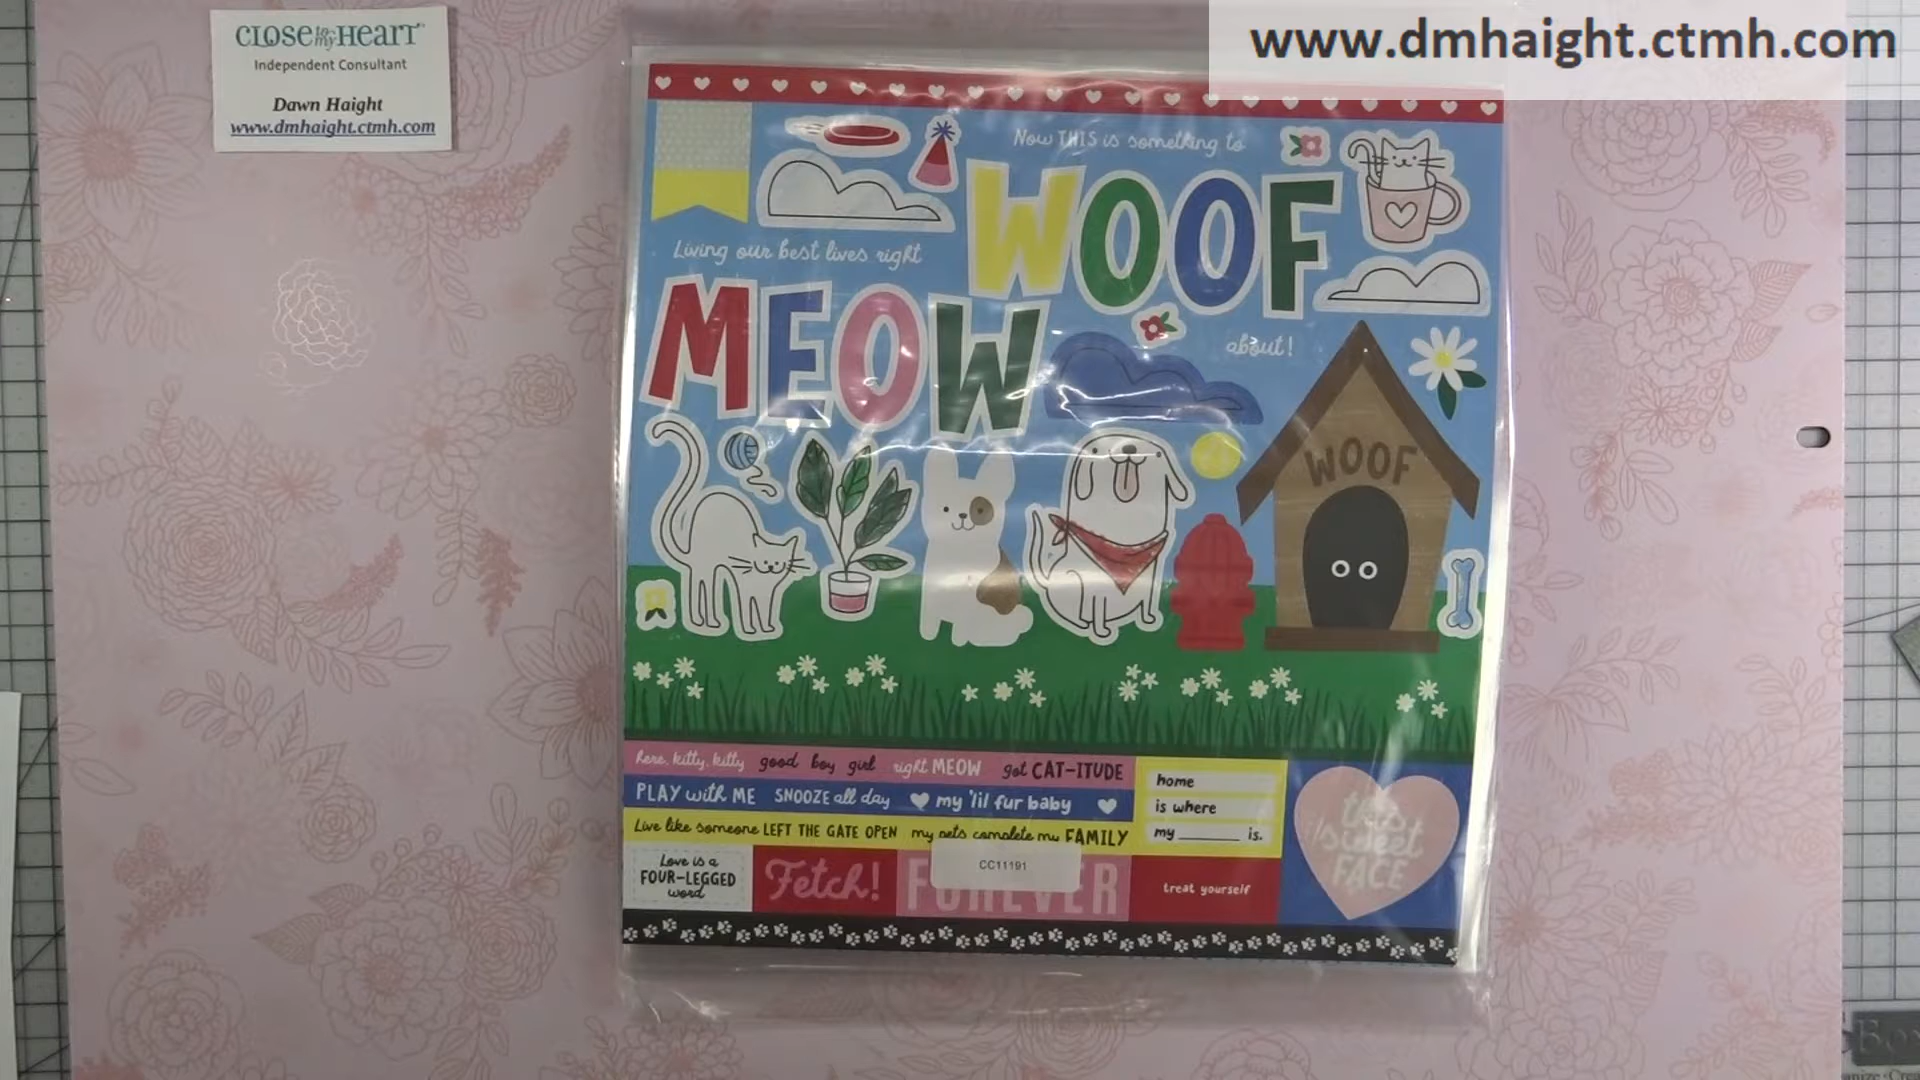 www.dmhaight.ctmh.com
CLOSE to my HEART
Independent Consultant
Dawn Haight
www.dmhaight.ctmh.com
Now THIS is something to
WOOF
about!
Living our best lives right
MEOW
WOOF
here, kitty, kitty good boy girl right MEOW got CAT-ITUDE
PLAY with ME SNOOZE all day my 'lil fur baby
Live like someone LEFT THE GATE OPEN my pets complete my FAMILY
home
is where
my ______ is.
Love is a
FOUR-LEGGED
word
Fetch!
FOREVER
CC11191
treat yourself
this
sweet
FACE